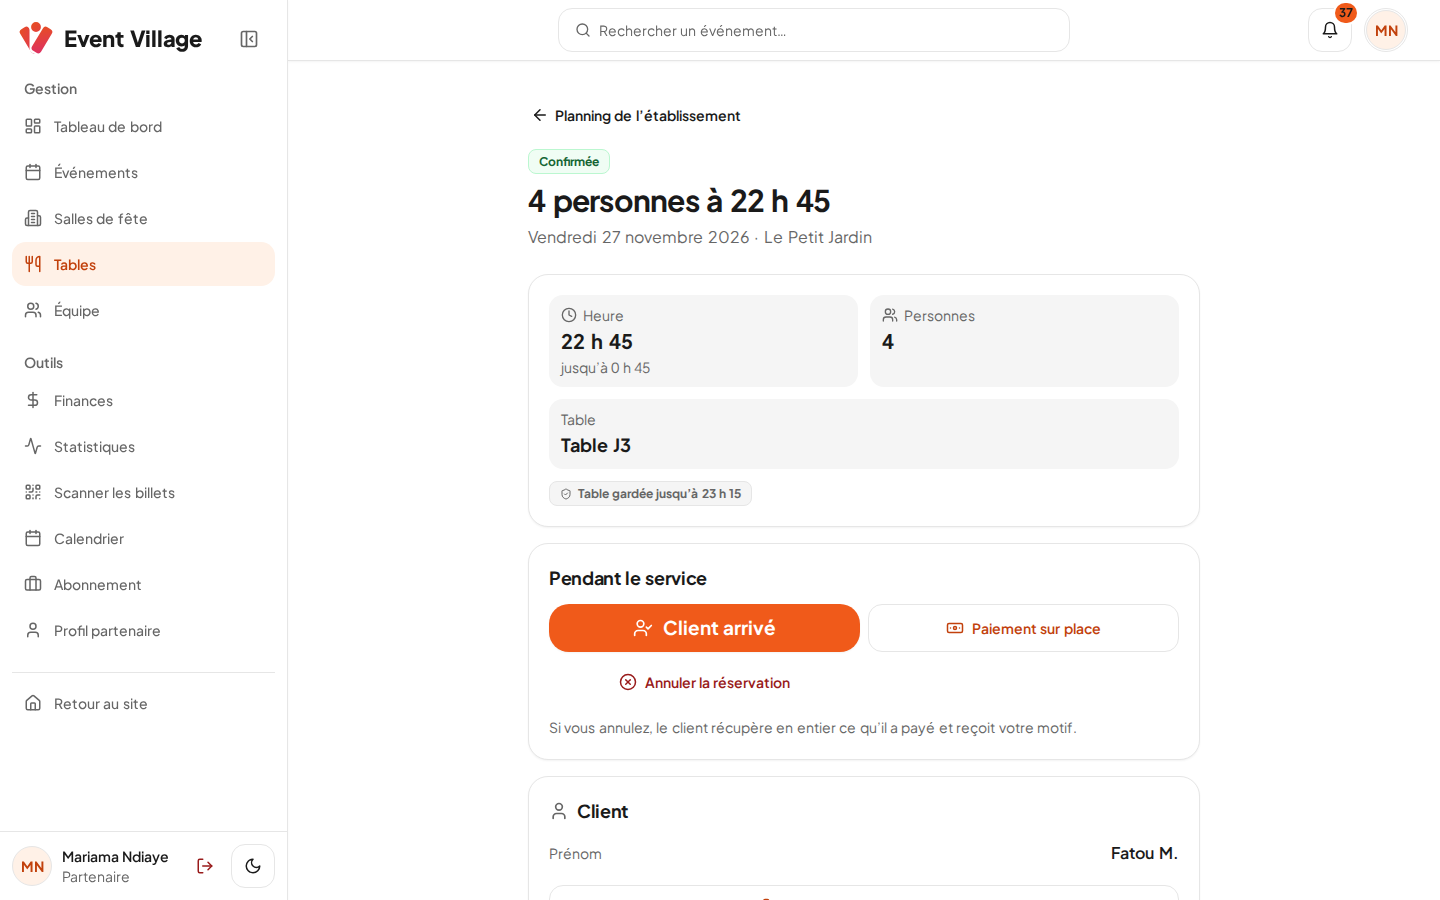 Event Village
Rechercher un événement...
37
MN
Gestion
Tableau de bord
Événements
Salles de fête
Tables
Équipe
Outils
Finances
Statistiques
Scanner les billets
Calendrier
Abonnement
Profil partenaire
Retour au site
MN
Mariama Ndiaye
Partenaire
Planning de l'établissement
Confirmée
4 personnes à 22 h 45
Vendredi 27 novembre 2026 · Le Petit Jardin
Heure
22 h 45
jusqu'à 0 h 45
Personnes
4
Table
Table J3
Table gardée jusqu'à 23 h 15
Pendant le service
Client arrivé
Paiement sur place
Annuler la réservation
Si vous annulez, le client récupère en entier ce qu'il a payé et reçoit votre motif.
Client
Prénom
Fatou M.